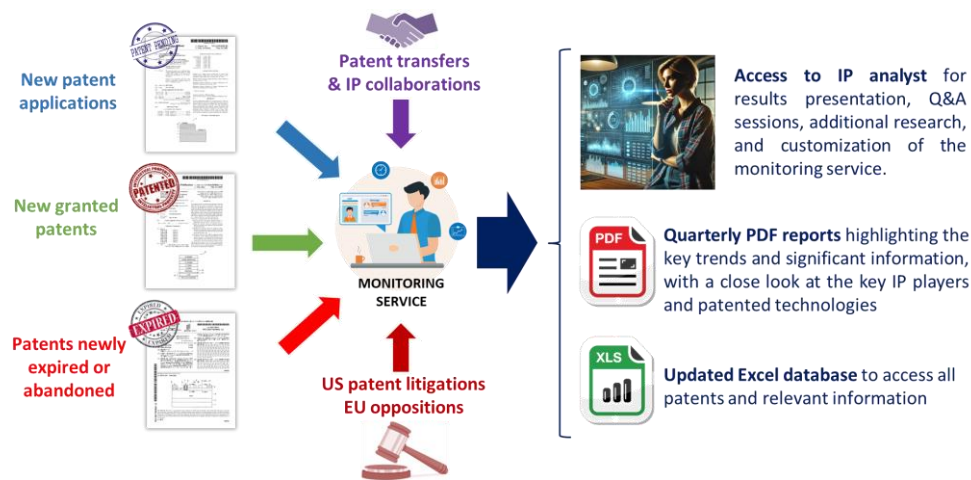 PATENT PENDING
New patent
applications
PATENTED
New granted
patents
EXPIRED
EXPIRED
Patents newly
expired or
abandoned
Patent transfers
& IP collaborations
MONITORING
SERVICE
US patent litigations
EU oppositions
Access to IP analyst for
results presentation, Q&A
sessions, additional research,
and customization of the
monitoring service.
PDF
Quarterly PDF reports highlighting the
key trends and significant information,
with a close look at the key IP players
and patented technologies
XLS
Updated Excel database to access all
patents and relevant information